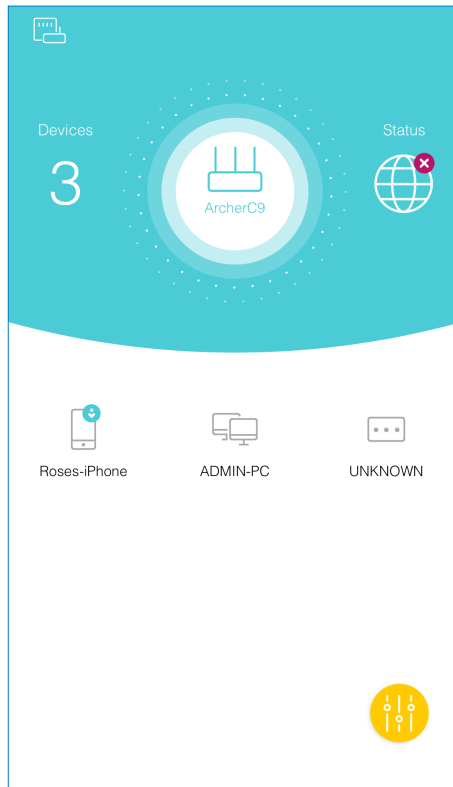 Devices
3
ArcherC9
Status
Roses-iPhone
ADMIN-PC
UNKNOWN